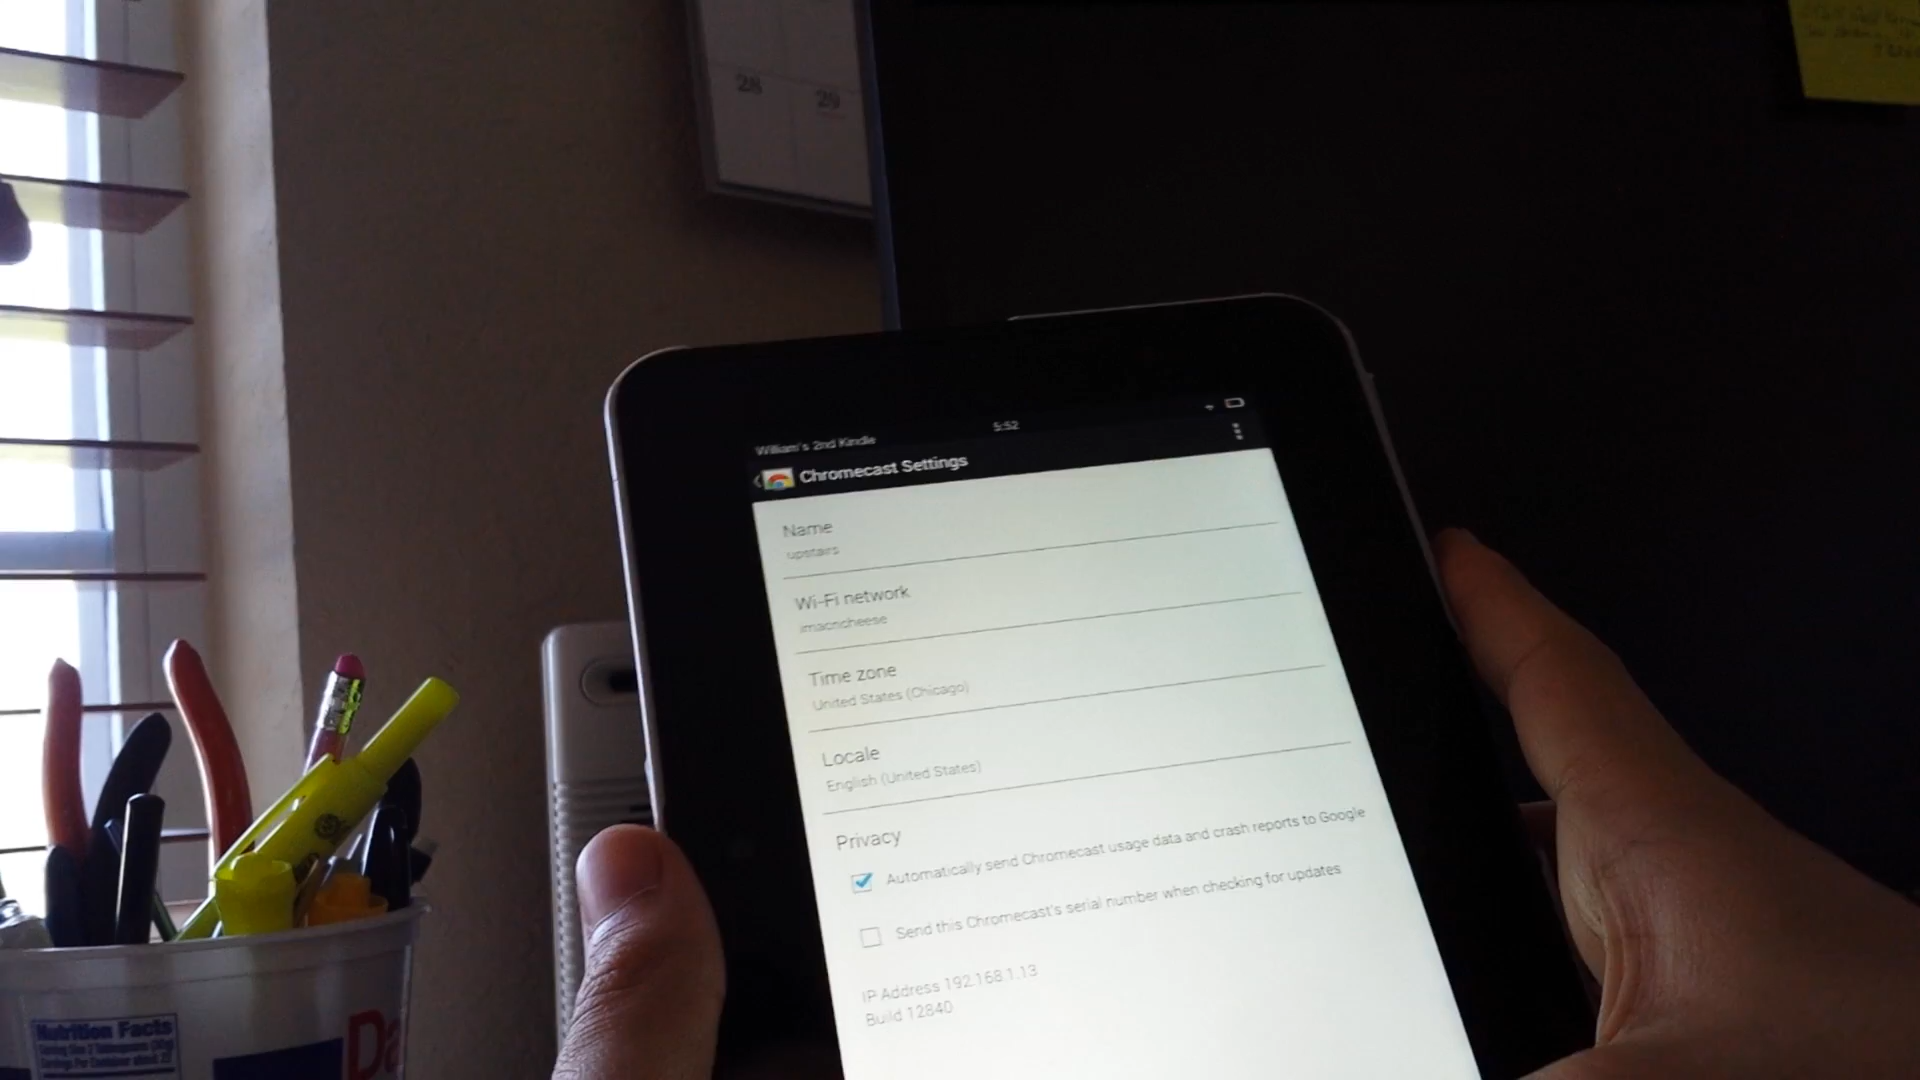 28
29
William's 2nd Kindle
5:52
Chromecast Settings
Name
upstairs
Wi-Fi network
imacncheese
Time zone
United States (Chicago)
Locale
English (United States)
Privacy
Automatically send Chromecast usage data and crash reports to Google
Send this Chromecast's serial number when checking for updates
IP Address 192.168.1.13
Build 12840
Nutrition Facts
Da